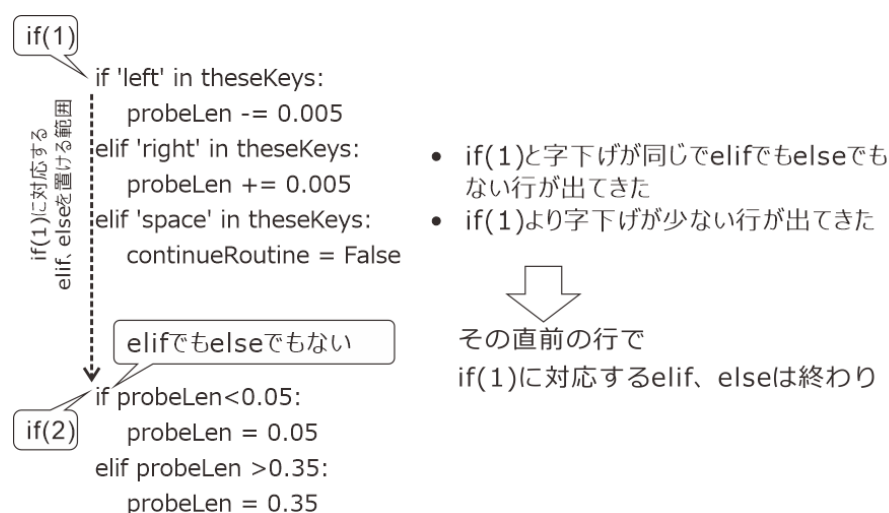 if(1)
if 'left' in theseKeys:
probeLen -= 0.005
elif 'right' in theseKeys:
probeLen += 0.005
elif 'space' in theseKeys:
continueRoutine = False
if(1)に対応する
elif、elseを置ける範囲
elifでもelseでもない
if(2)
if probeLen<0.05:
probeLen = 0.05
elif probeLen >0.35:
probeLen = 0.35
• if(1)と字下げが同じでelifでもelseでも
ない行が出てきた
• if(1)より字下げが少ない行が出てきた
その直前の行で
if(1)に対応するelif、elseは終わり